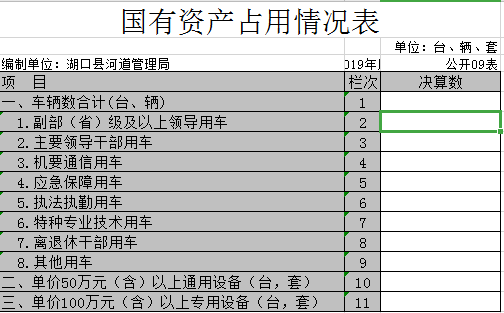 国有资产占用情况表
单位：台、辆、套
编制单位：湖口县河道管理局 019年 公开09表
项 目 栏次 决算数
一、车辆数合计(台、辆) 1
1.副部（省）级及以上领导用车 2
2.主要领导干部用车 3
3.机要通信用车 4
4.应急保障用车 5
5.执法执勤用车 6
6.特种专业技术用车 7
7.离退休干部用车 8
8.其他用车 9
二、单价50万元（含）以上通用设备（台，套） 10
三、单价100万元（含）以上专用设备（台，套） 11